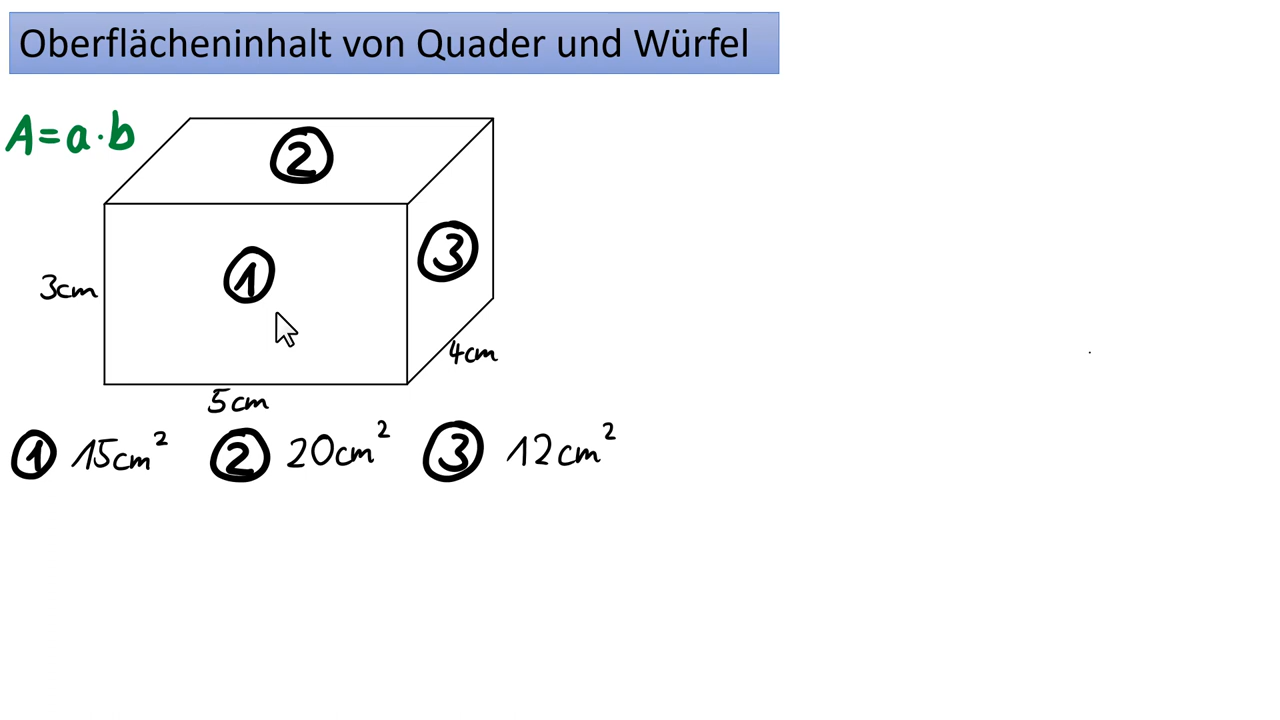 Oberflächeninhalt von Quader und Würfel
A=a·b
2
3
1
3cm
4cm
5cm
1 15cm² 2 20cm² 3 12cm²